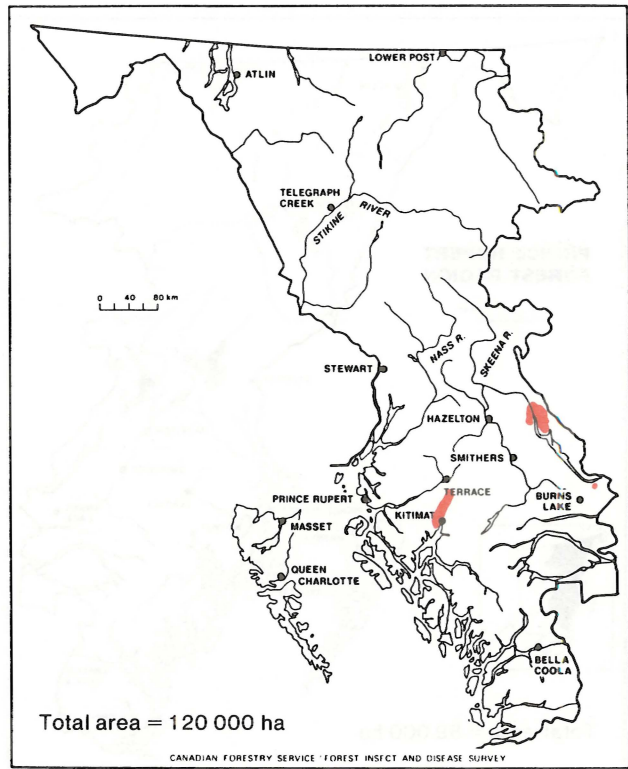 LOWER POST
ATLIN
TELEGRAPH
CREEK
STIKINE RIVER
0 40 80 km
NASS R.
SKEENA R.
STEWART
HAZELTON
SMITHERS
TERRACE
PRINCE RUPERT
BURNS
LAKE
KITIMAT
MASSET
QUEEN
CHARLOTTE
BELLA
COOLA
Total area = 120 000 ha
CANADIAN FORESTRY SERVICE FOREST INSECT AND DISEASE SURVEY